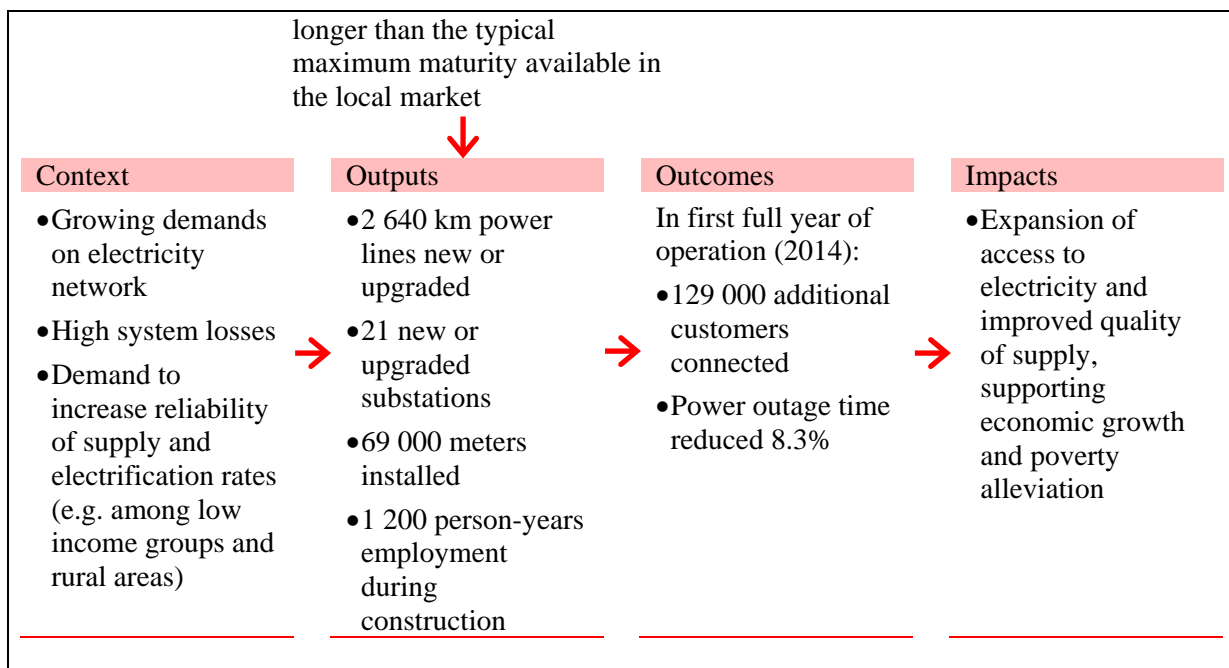 longer than the typical
maximum maturity available in
the local market
Context
•Growing demands
on electricity
network
•High system losses
•Demand to
increase reliability
of supply and
electrification rates
(e.g. among low
income groups and
rural areas)
Outputs
•2 640 km power
lines new or
upgraded
•21 new or
upgraded
substations
•69 000 meters
installed
•1 200 person-years
employment
during
construction
Outcomes
In first full year of
operation (2014):
•129 000 additional
customers
connected
•Power outage time
reduced 8.3%
Impacts
•Expansion of
access to
electricity and
improved quality
of supply,
supporting
economic growth
and poverty
alleviation